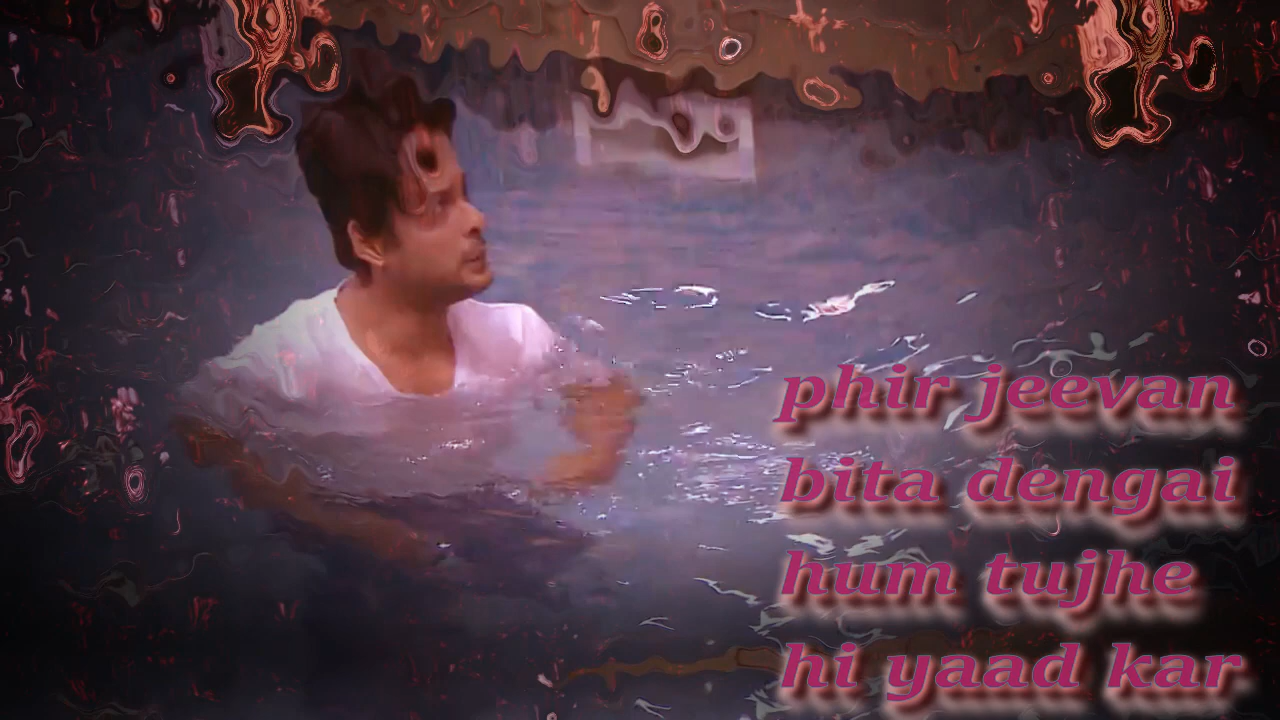 phir jeevan
bita dengai
hum tujhe
hi yaad kar